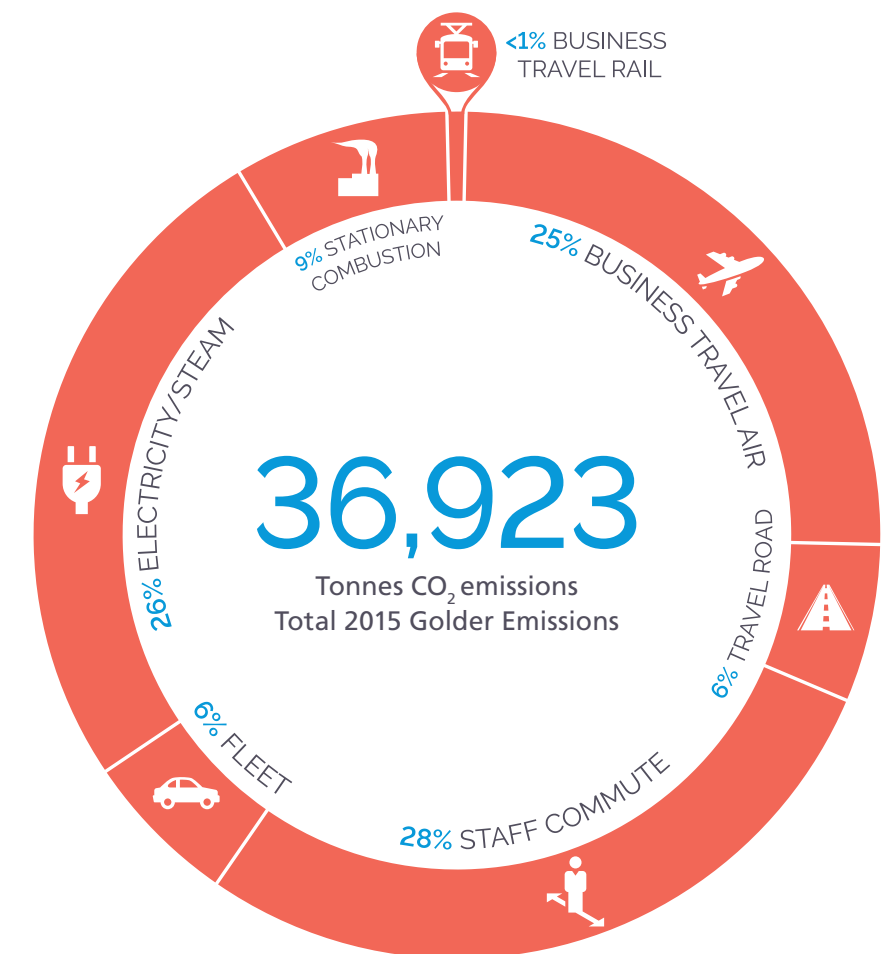 <1% BUSINESS
TRAVEL RAIL
25% BUSINESS TRAVEL AIR
6% TRAVEL ROAD
28% STAFF COMMUTE
6% FLEET
26% ELECTRICITY/STEAM
9% STATIONARY
COMBUSTION
36,923
Tonnes CO₂ emissions
Total 2015 Golder Emissions